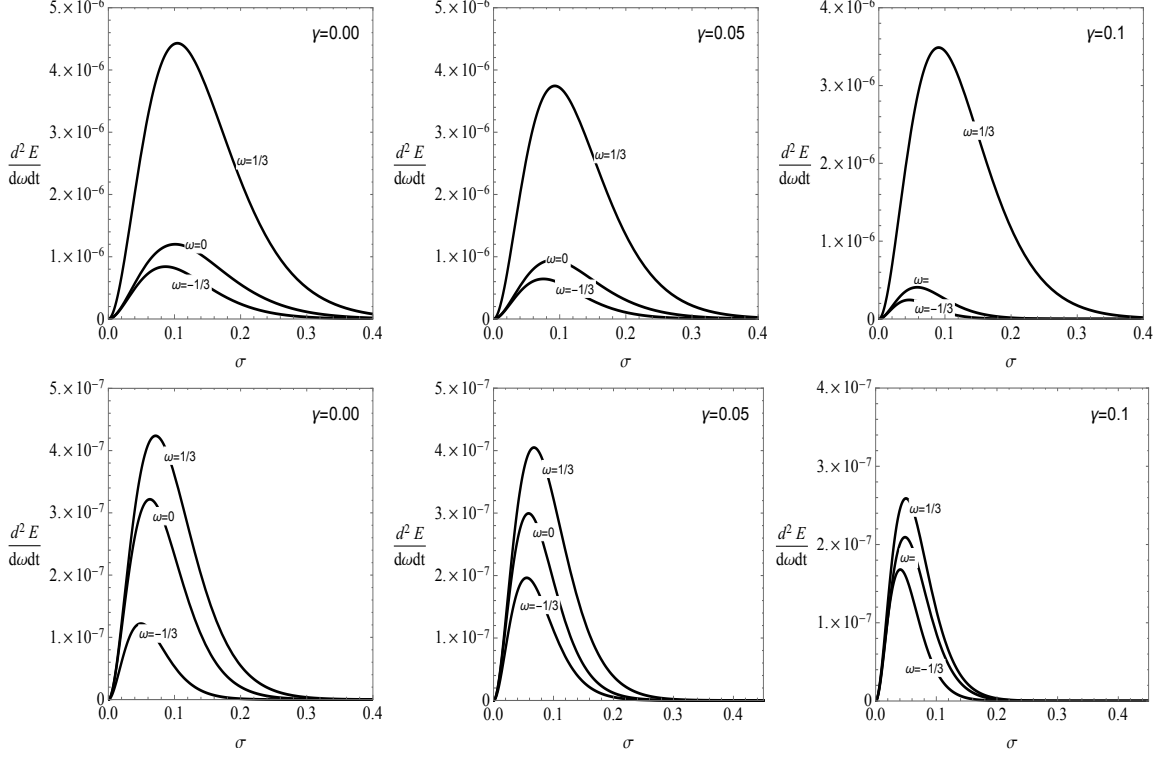 5.×10⁻⁶
4.×10⁻⁶
3.×10⁻⁶
2.×10⁻⁶
1.×10⁻⁶
0
d² E
dωdt
γ=0.00
ω=1/3
ω=0
ω=-1/3
0.0 0.1 0.2 0.3 0.4
σ
5.×10⁻⁶
4.×10⁻⁶
3.×10⁻⁶
2.×10⁻⁶
1.×10⁻⁶
0
d² E
dωdt
γ=0.05
ω=1/3
ω=0
ω=-1/3
0.0 0.1 0.2 0.3 0.4
σ
4.×10⁻⁶
3.×10⁻⁶
2.×10⁻⁶
1.×10⁻⁶
0
d² E
dωdt
γ=0.1
ω=1/3
ω=
ω=-1/3
0.0 0.1 0.2 0.3 0.4
σ
5.×10⁻⁷
4.×10⁻⁷
3.×10⁻⁷
2.×10⁻⁷
1.×10⁻⁷
0
d² E
dωdt
γ=0.00
ω=1/3
ω=0
ω=-1/3
0.0 0.1 0.2 0.3 0.4
σ
5.×10⁻⁷
4.×10⁻⁷
3.×10⁻⁷
2.×10⁻⁷
1.×10⁻⁷
0
d² E
dωdt
γ=0.05
ω=1/3
ω=0
ω=-1/3
0.0 0.1 0.2 0.3 0.4
σ
4.×10⁻⁷
3.×10⁻⁷
2.×10⁻⁷
1.×10⁻⁷
0
d² E
dωdt
γ=0.1
ω=1/3
ω=
ω=-1/3
0.0 0.1 0.2 0.3 0.4
σ